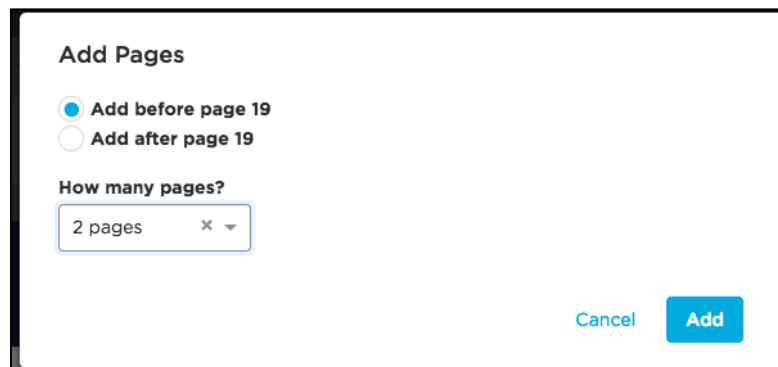 Add Pages
Add before page 19
Add after page 19
How many pages?
2 pages
Cancel
Add